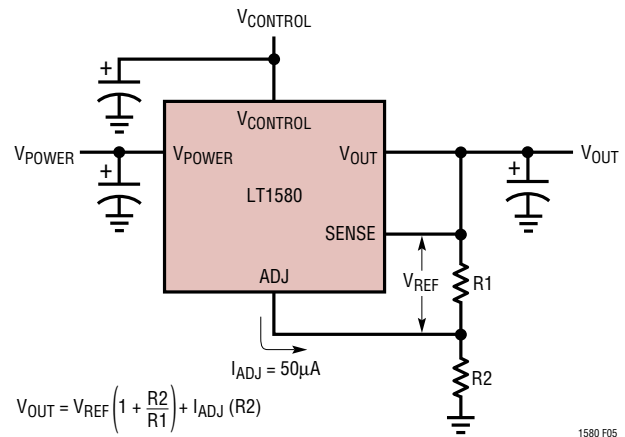 VCONTROL
+
VCONTROL
VPOWER
VPOWER
VOUT
VOUT
+
+
LT1580
SENSE
ADJ
VREF
R1
IADJ = 50µA
R2
VOUT = VREF(1 + R2/R1) + IADJ (R2)
1580 F05